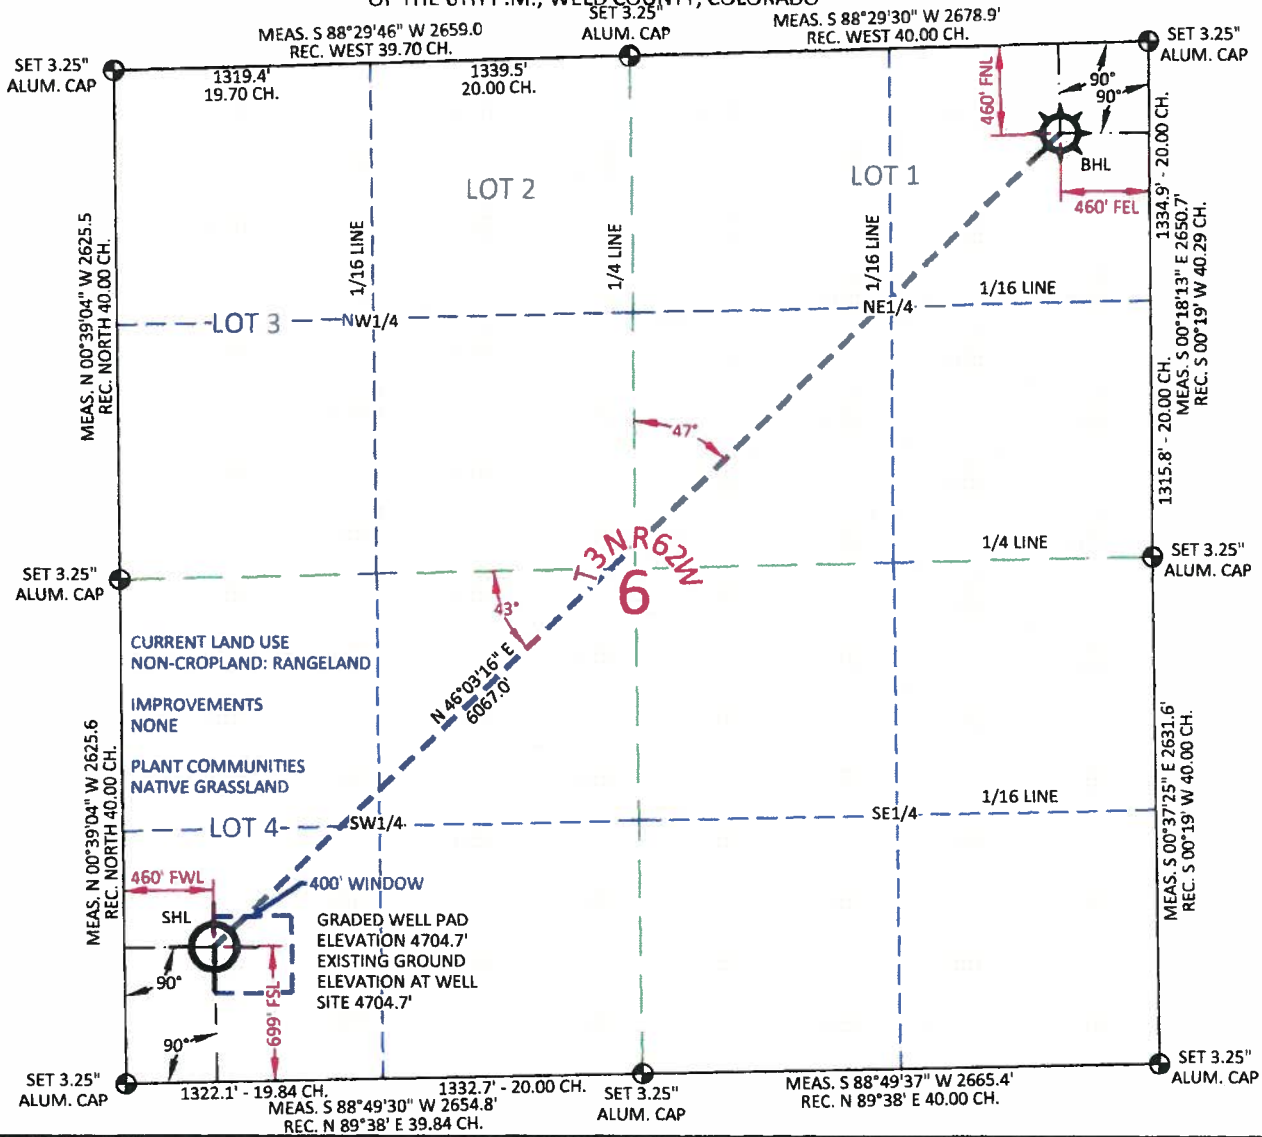 OF THE 6TH P.M., WELD COUNTY, COLORADO
MEAS. S 88°29'46" W 2659.0
REC. WEST 39.70 CH.
SET 3.25"
ALUM. CAP
MEAS. S 88°29'30" W 2678.9'
REC. WEST 40.00 CH.
SET 3.25"
ALUM. CAP
SET 3.25"
ALUM. CAP
1319.4'
19.70 CH.
1339.5'
20.00 CH.
460' FNL
90°
90°
BHL
460' FEL
1334.9' - 20.00 CH.
MEAS. S 00°18'13" E 2650.7'
REC. S 00°19' W 40.29 CH.
1315.8' - 20.00 CH.
LOT 2
LOT 1
1/16 LINE
1/4 LINE
1/16 LINE
1/16 LINE
MEAS. N 00°39'04" W 2625.5
REC. NORTH 40.00 CH.
LOT 3
NW1/4
NE1/4
47°
T3N R62W
6
1/4 LINE
SET 3.25"
ALUM. CAP
SET 3.25"
ALUM. CAP
43°
CURRENT LAND USE
NON-CROPLAND: RANGELAND
IMPROVEMENTS
NONE
PLANT COMMUNITIES
NATIVE GRASSLAND
N 46°03'16" E
6067.0'
MEAS. N 00°39'04" W 2625.6
REC. NORTH 40.00 CH.
MEAS. S 00°37'25" E 2631.6'
REC. S 00°19' W 40.00 CH.
1/16 LINE
LOT 4
SW1/4
SE1/4
460' FWL
400' WINDOW
SHL
GRADED WELL PAD
ELEVATION 4704.7'
EXISTING GROUND
ELEVATION AT WELL
SITE 4704.7'
90°
699' FSL
90°
SET 3.25"
ALUM. CAP
1322.1' - 19.84 CH.
1332.7' - 20.00 CH.
MEAS. S 88°49'30" W 2654.8'
REC. N 89°38' E 39.84 CH.
SET 3.25"
ALUM. CAP
MEAS. S 88°49'37" W 2665.4'
REC. N 89°38' E 40.00 CH.
SET 3.25"
ALUM. CAP